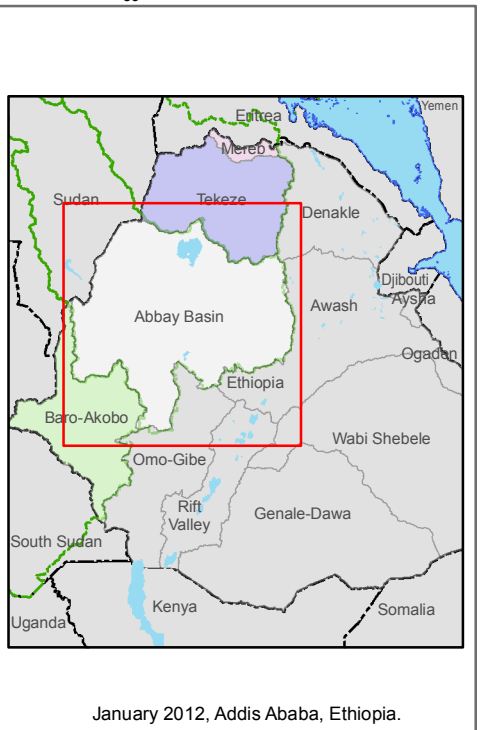 Yemen
Eritrea
Mereb
Sudan
Tekeze
Denakle
Djibouti
Aysha
Awash
Abbay Basin
Ogaden
Ethiopia
Baro-Akobo
Wabi Shebele
Omo-Gibe
Rift
Valley
Genale-Dawa
South Sudan
Kenya
Somalia
Uganda
January 2012, Addis Ababa, Ethiopia.